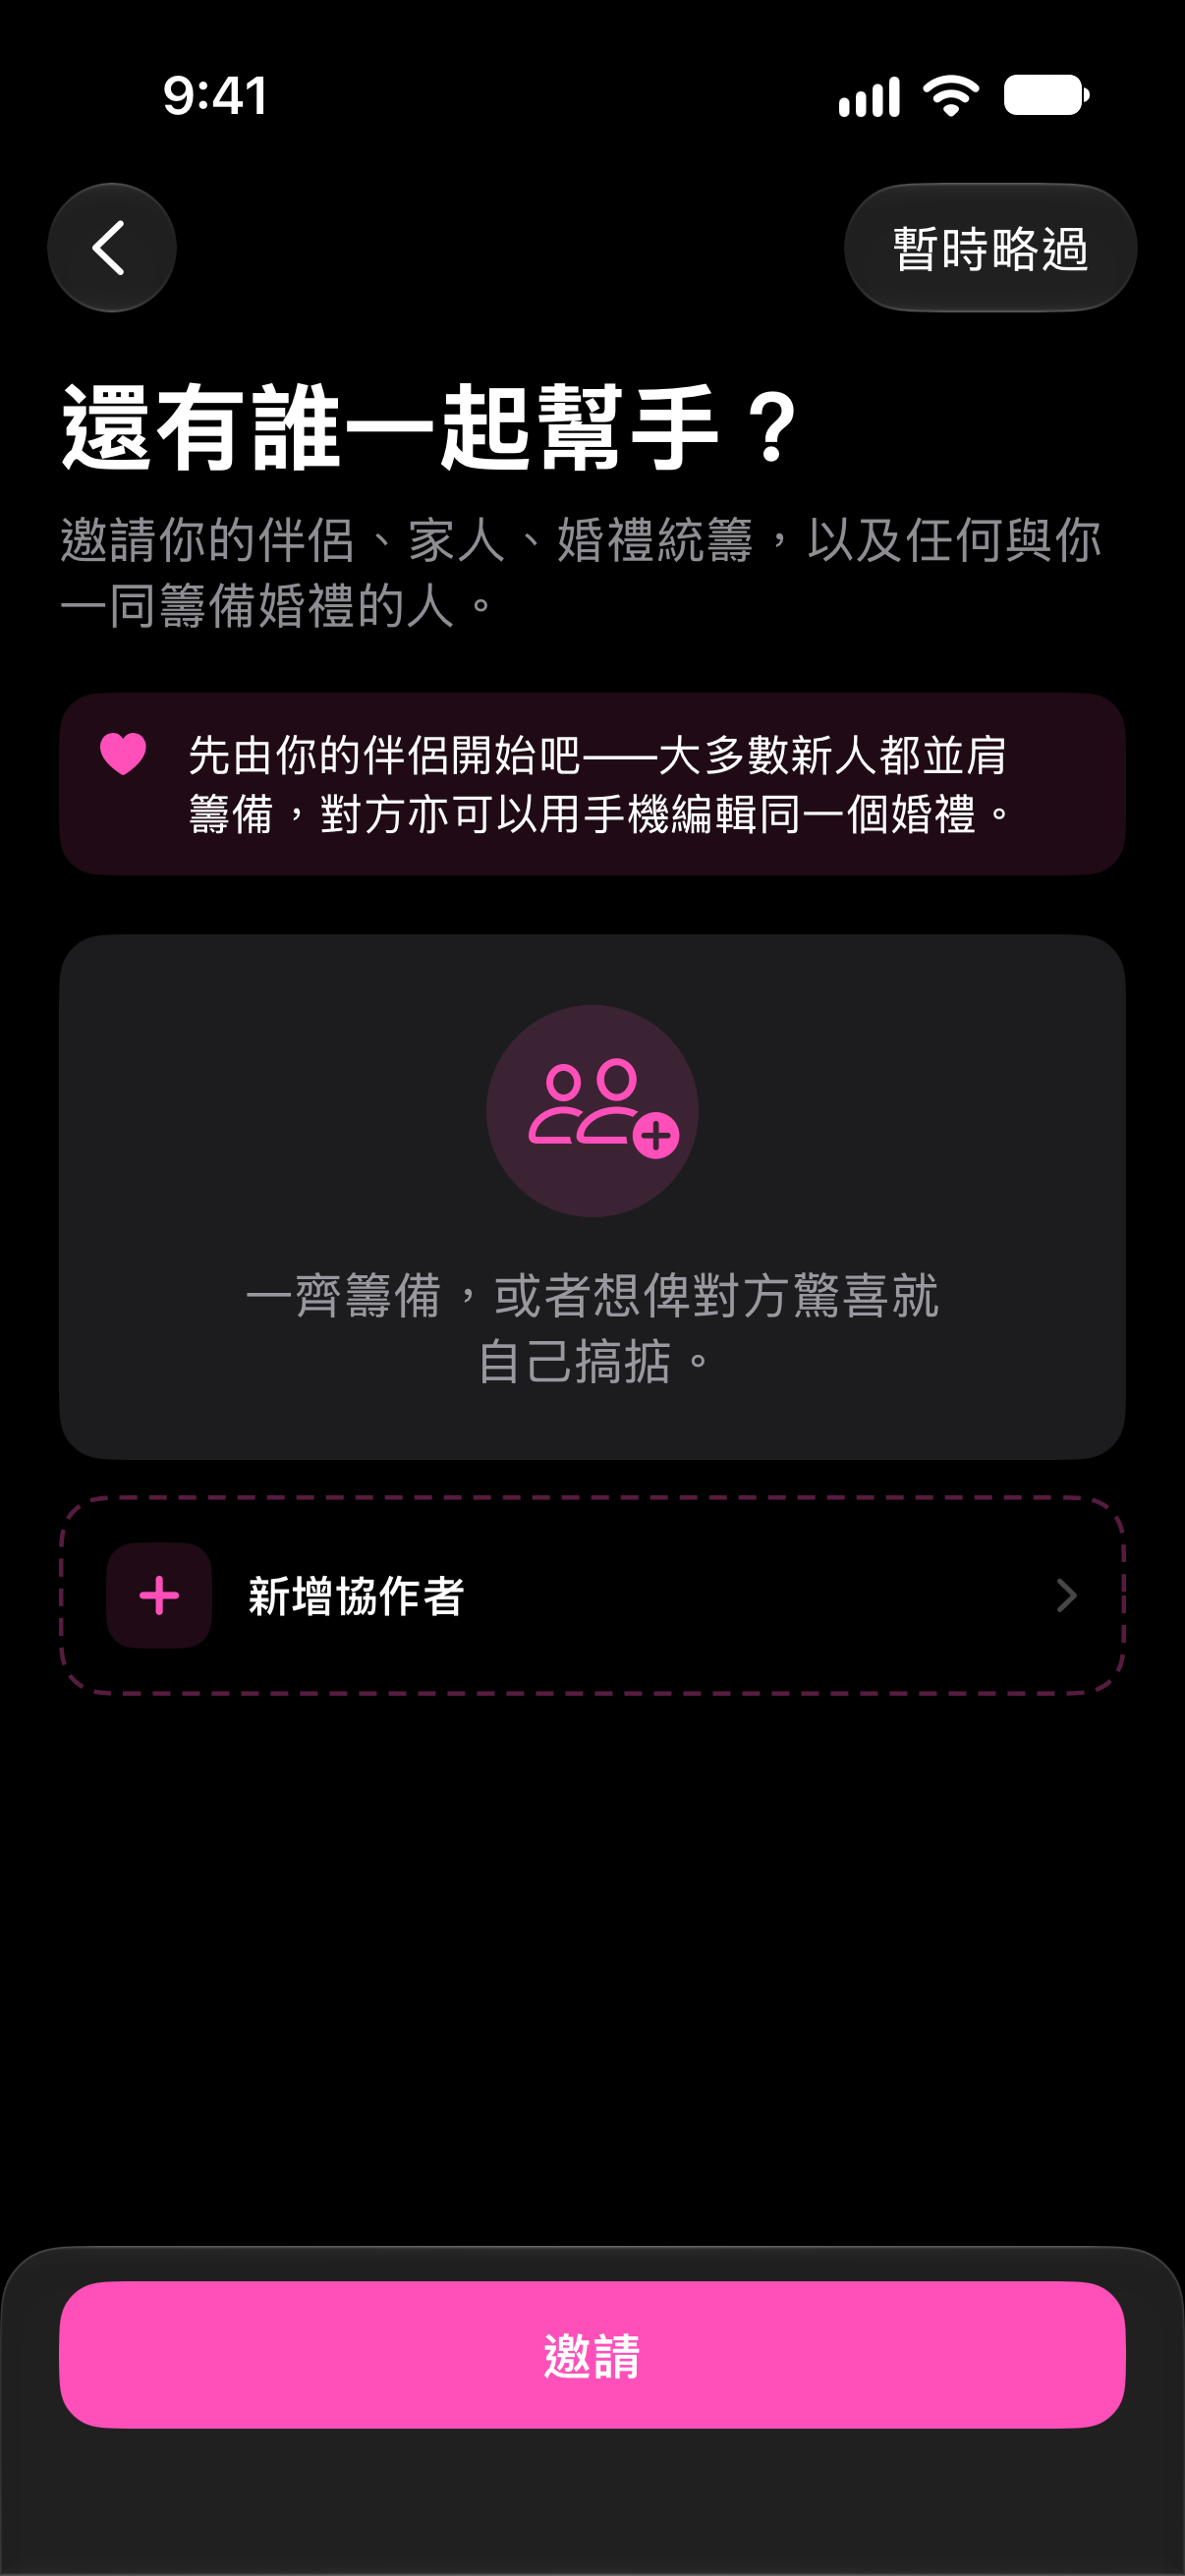 9:41
暫時略過
還有誰一起幫手？
邀請你的伴侶、家人、婚禮統籌，以及任何與你
一同籌備婚禮的人。
先由你的伴侶開始吧——大多數新人都並肩
籌備，對方亦可以用手機編輯同一個婚禮。
一齊籌備，或者想俾對方驚喜就
自己搞掂。
新增協作者
邀請